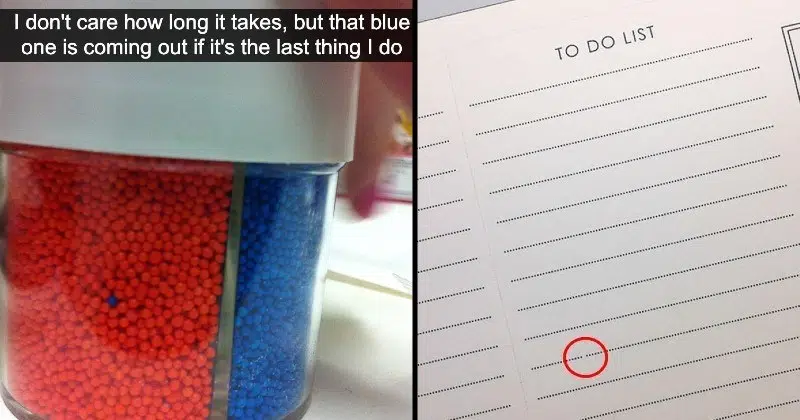 I don't care how long it takes, but that blue
one is coming out if it's the last thing I do
TO DO LIST